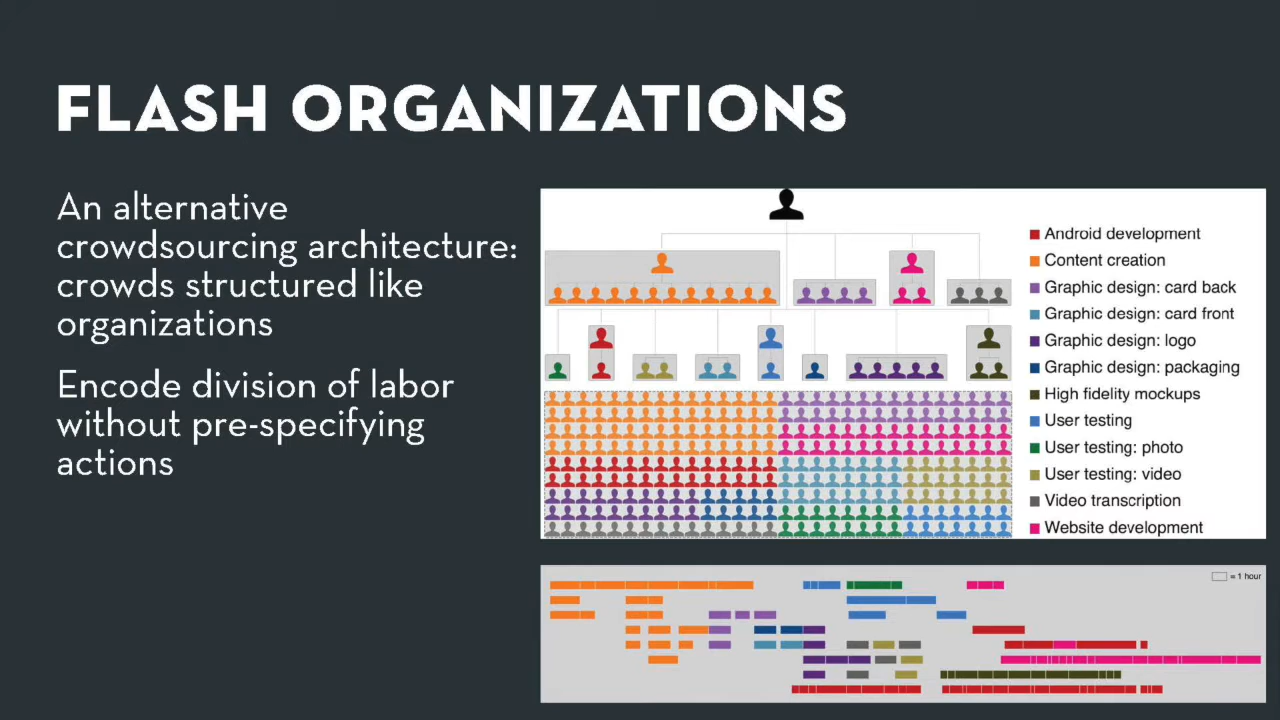 FLASH ORGANIZATIONS
An alternative
crowdsourcing architecture:
crowds structured like
organizations
Encode division of labor
without pre-specifying
actions
Android development
Content creation
Graphic design: card back
Graphic design: card front
Graphic design: logo
Graphic design: packaging
High fidelity mockups
User testing
User testing: photo
User testing: video
Video transcription
Website development
= 1 hour